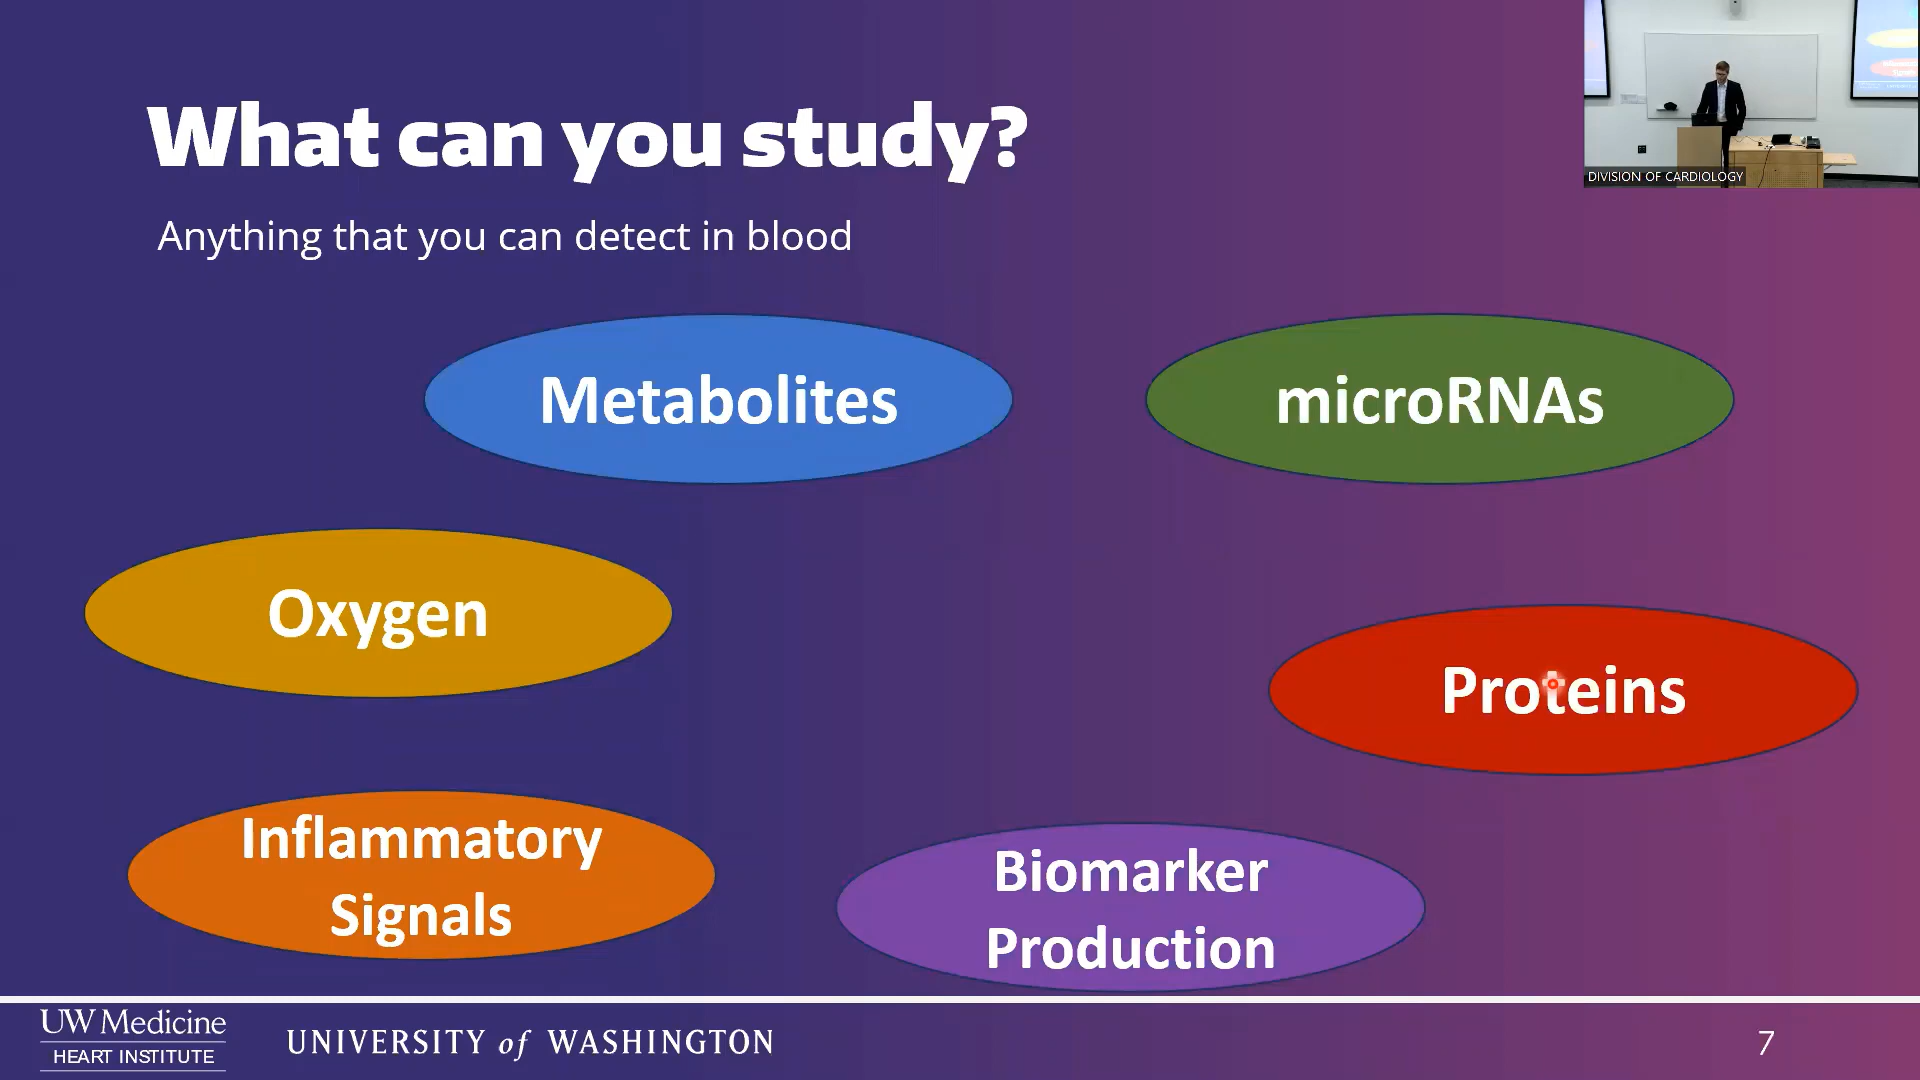 What can you study?
DIVISION OF CARDIOLOGY
Anything that you can detect in blood
Metabolites
microRNAs
Oxygen
Proteins
Inflammatory
Signals
Biomarker
Production
UW Medicine
HEART INSTITUTE
UNIVERSITY of WASHINGTON
7